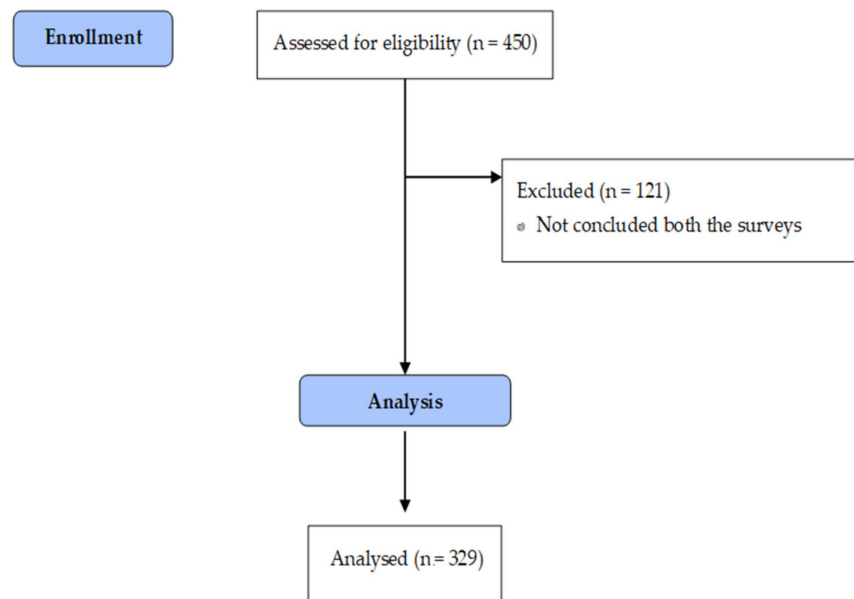 Enrollment
Assessed for eligibility (n = 450)
Excluded (n = 121)
Not concluded both the surveys
Analysis
Analysed (n = 329)